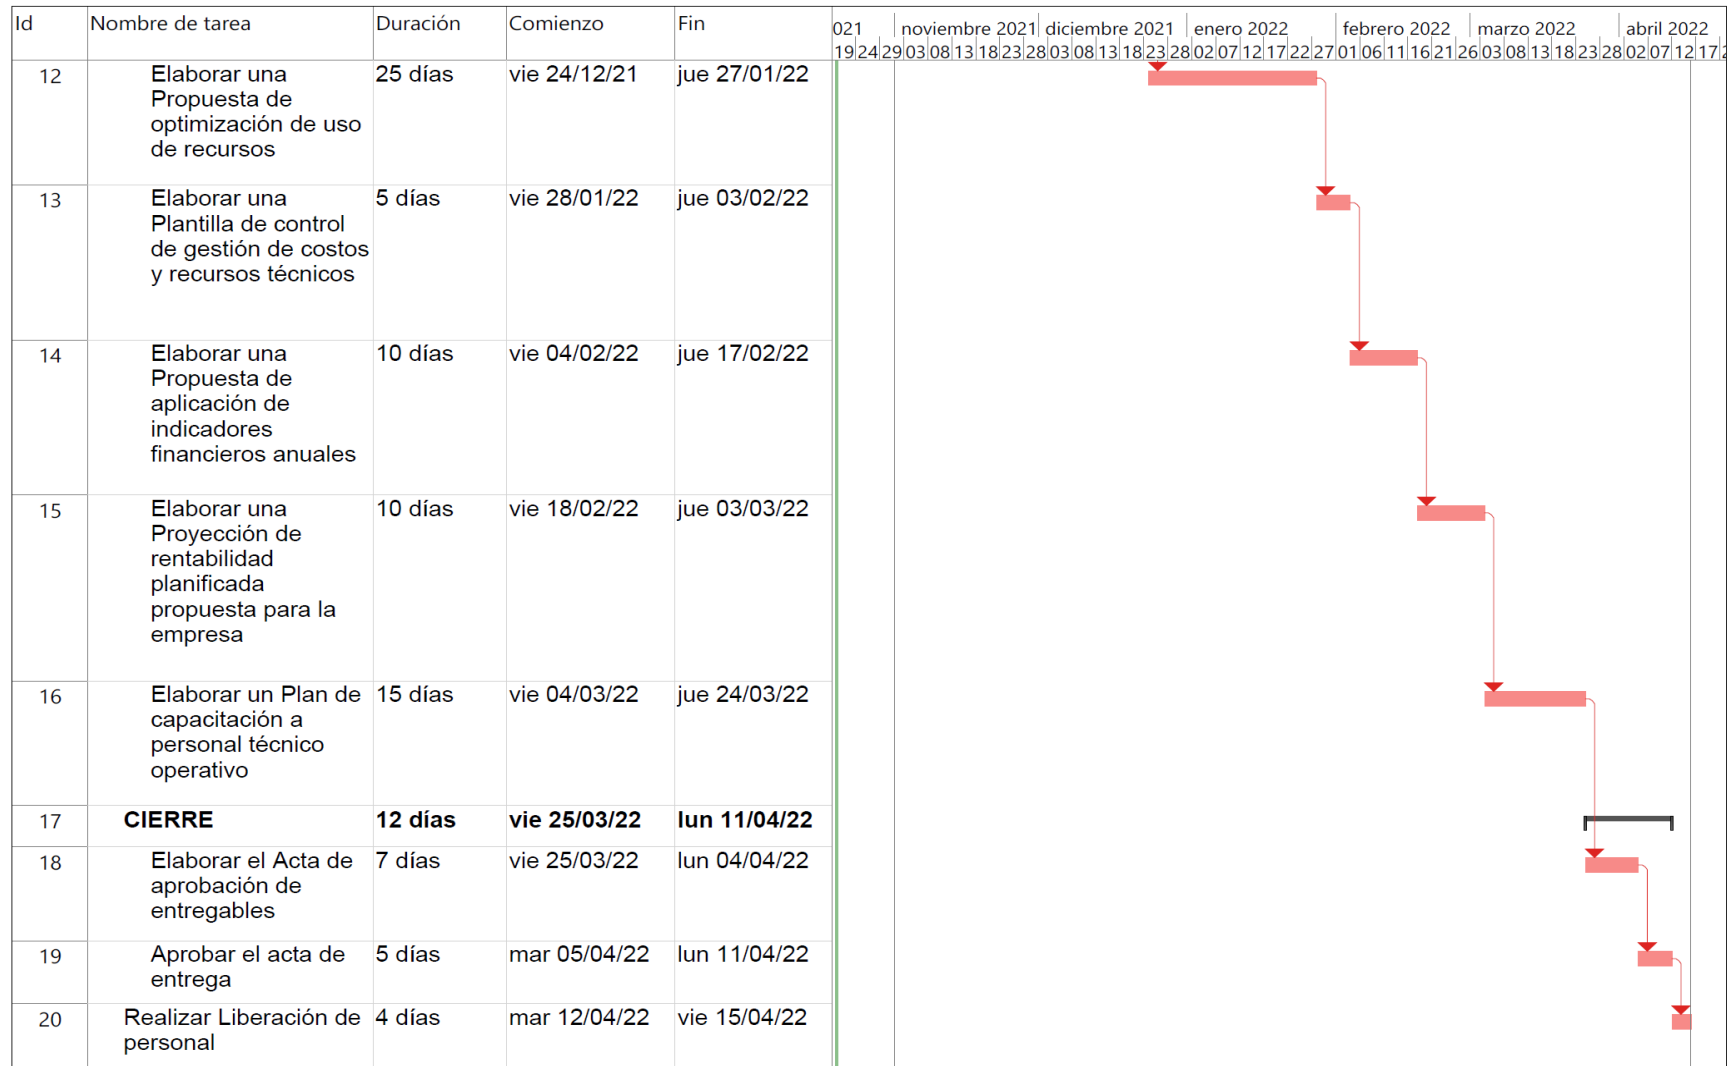 Id Nombre de tarea Duración Comienzo Fin
021 noviembre 2021 diciembre 2021 enero 2022 febrero 2022 marzo 2022 abril 2022
19 24 29 03 08 13 18 23 28 03 08 13 18 23 28 02 07 12 17 22 27 01 06 11 16 21 26 03 08 13 18 23 28 02 07 12 17
12 Elaborar una 25 días vie 24/12/21 jue 27/01/22
Propuesta de
optimización de uso
de recursos
13 Elaborar una 5 días vie 28/01/22 jue 03/02/22
Plantilla de control
de gestión de costos
y recursos técnicos
14 Elaborar una 10 días vie 04/02/22 jue 17/02/22
Propuesta de
aplicación de
indicadores
financieros anuales
15 Elaborar una 10 días vie 18/02/22 jue 03/03/22
Proyección de
rentabilidad
planificada
propuesta para la
empresa
16 Elaborar un Plan de 15 días vie 04/03/22 jue 24/03/22
capacitación a
personal técnico
operativo
17 CIERRE 12 días vie 25/03/22 lun 11/04/22
18 Elaborar el Acta de 7 días vie 25/03/22 lun 04/04/22
aprobación de
entregables
19 Aprobar el acta de 5 días mar 05/04/22 lun 11/04/22
entrega
20 Realizar Liberación de 4 días mar 12/04/22 vie 15/04/22
personal